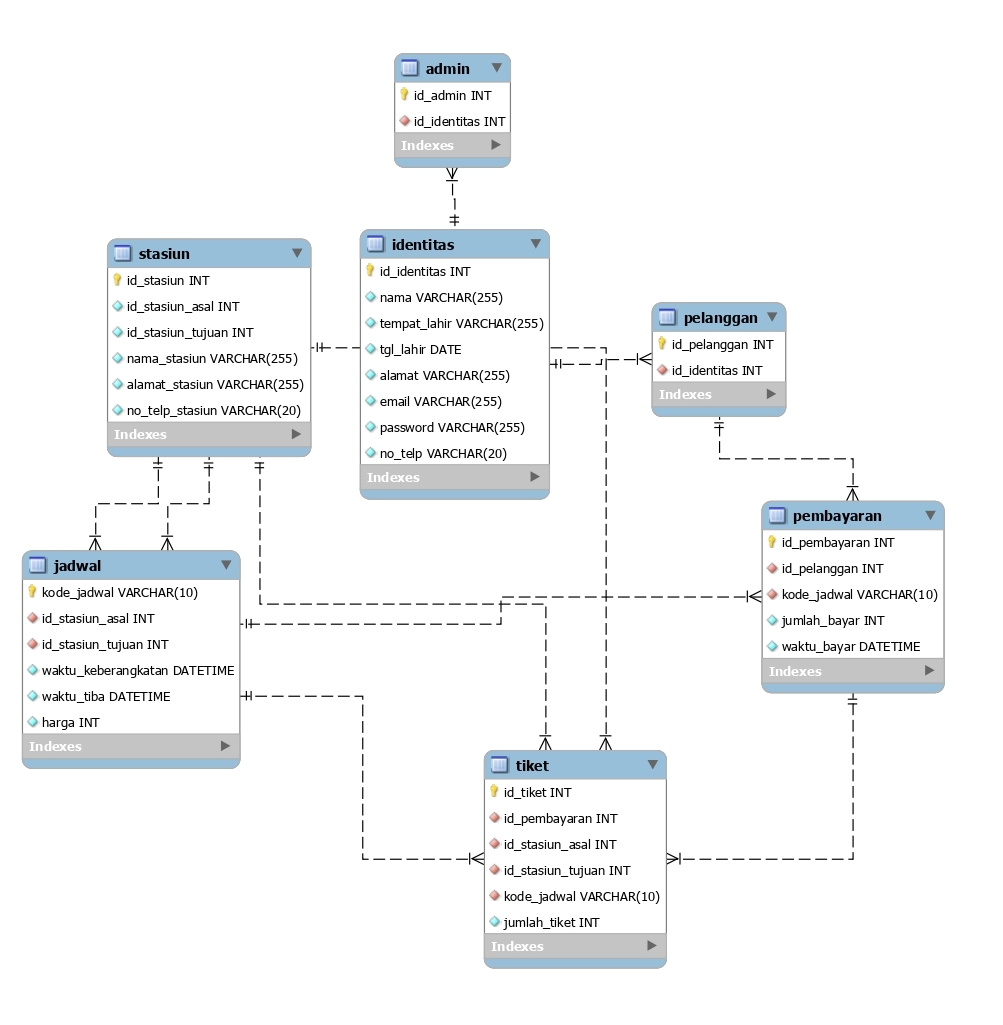 admin
id_admin INT
id_identitas INT
Indexes
stasiun
id_stasiun INT
id_stasiun_asal INT
id_stasiun_tujuan INT
nama_stasiun VARCHAR(255)
alamat_stasiun VARCHAR(255)
no_telp_stasiun VARCHAR(20)
Indexes
identitas
id_identitas INT
nama VARCHAR(255)
tempat_lahir VARCHAR(255)
tgl_lahir DATE
alamat VARCHAR(255)
email VARCHAR(255)
password VARCHAR(255)
no_telp VARCHAR(20)
Indexes
pelanggan
id_pelanggan INT
id_identitas INT
Indexes
jadwal
kode_jadwal VARCHAR(10)
id_stasiun_asal INT
id_stasiun_tujuan INT
waktu_keberangkatan DATETIME
waktu_tiba DATETIME
harga INT
Indexes
pembayaran
id_pembayaran INT
id_pelanggan INT
kode_jadwal VARCHAR(10)
jumlah_bayar INT
waktu_bayar DATETIME
Indexes
tiket
id_tiket INT
id_pembayaran INT
id_stasiun_asal INT
id_stasiun_tujuan INT
kode_jadwal VARCHAR(10)
jumlah_tiket INT
Indexes